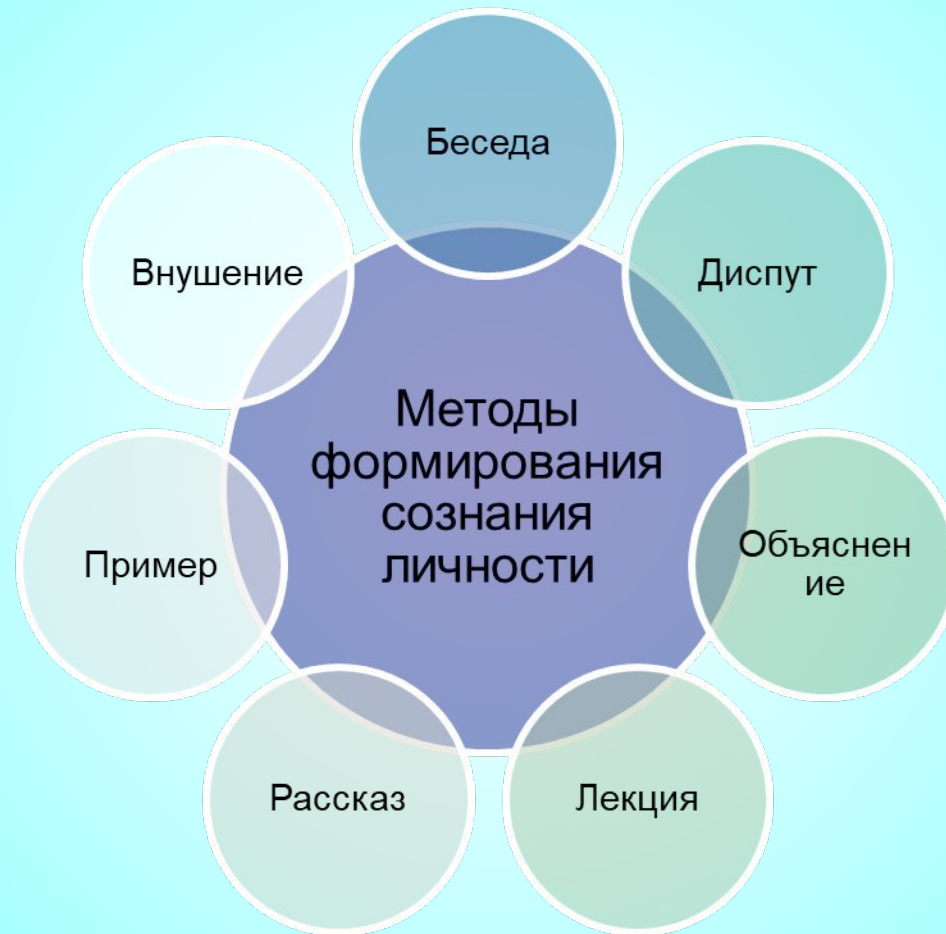 Беседа
Диспут
Объяснен
ие
Лекция
Рассказ
Пример
Внушение
Методы
формирования
сознания
личности